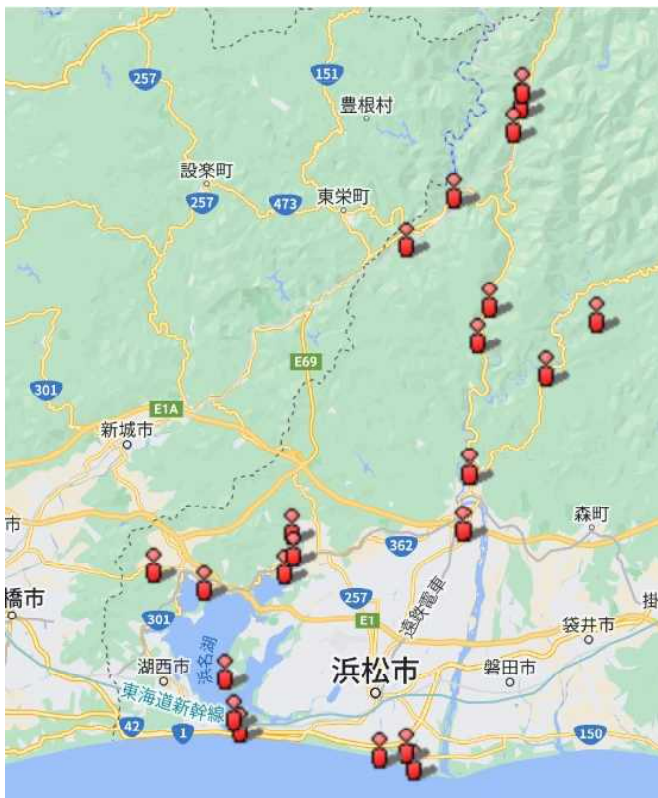 257
151
豊根村
設楽町
257
473
東栄町
E69
301
E1A
新城市
市
森町
362
橋市
301
257
遠鉄電車
掛
E1
袋井市
浜名湖
湖西市
浜松市
磐田市
東海道新幹線
42
1
150